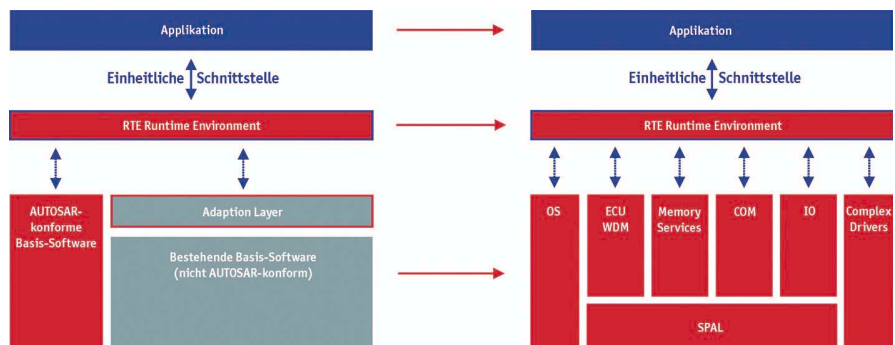 Applikation
Einheitliche Schnittstelle
RTE Runtime Environment
AUTOSAR-
konforme
Basis-Software
Adaption Layer
Bestehende Basis-Software
(nicht AUTOSAR-konform)
Applikation
Einheitliche Schnittstelle
RTE Runtime Environment
OS
ECU
WDM
Memory
Services
COM
IO
Complex
Drivers
SPAL